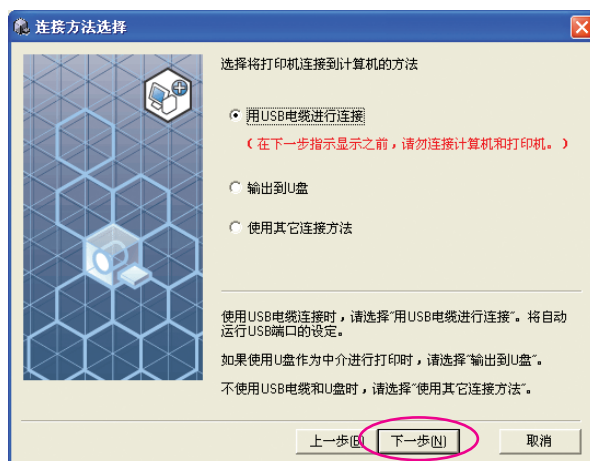 连接方法选择
选择将打印机连接到计算机的方法
用USB电缆进行连接
(在下一步指示显示之前，请勿连接计算机和打印机。)
输出到U盘
使用其它连接方法
使用USB电缆连接时，请选择"用USB电缆进行连接"。将自动
运行USB端口的设定。
如果使用U盘作为中介进行打印时，请选择"输出到U盘"。
不使用USB电缆和U盘时，请选择"使用其它连接方法"。
上一步(B) 下一步(N) 取消